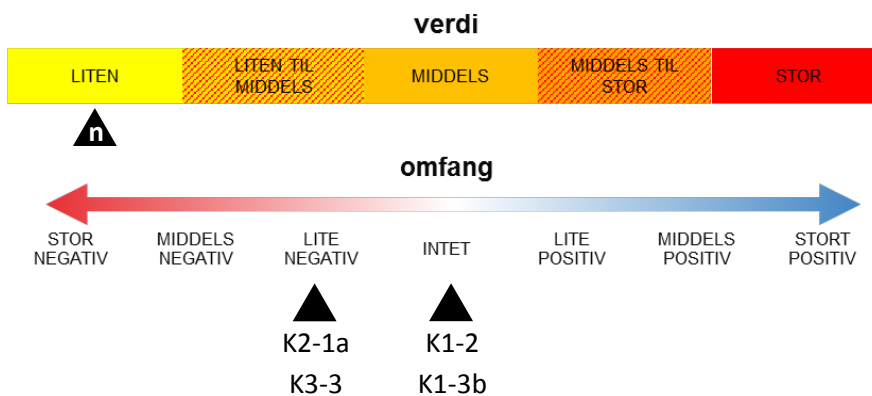 verdi
LITEN
LITEN TIL
MIDDELS
MIDDELS
MIDDELS TIL
STOR
STOR
n
omfang
STOR
NEGATIV
MIDDELS
NEGATIV
LITE
NEGATIV
INTET
LITE
POSITIV
MIDDELS
POSITIV
STORT
POSITIV
K2-1a
K1-2
K3-3
K1-3b